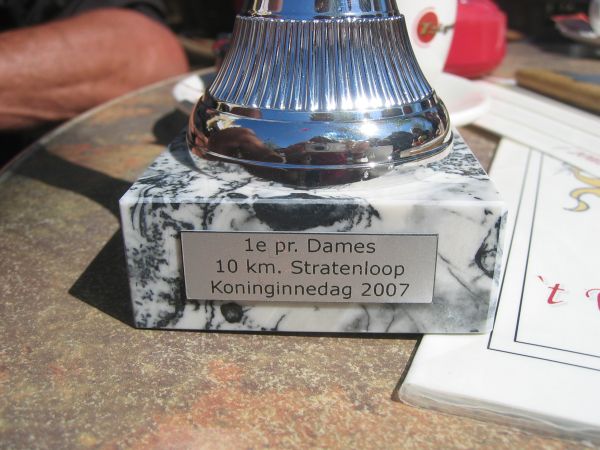 1e pr. Dames
10 km. Stratenloop
Koninginnedag 2007
't